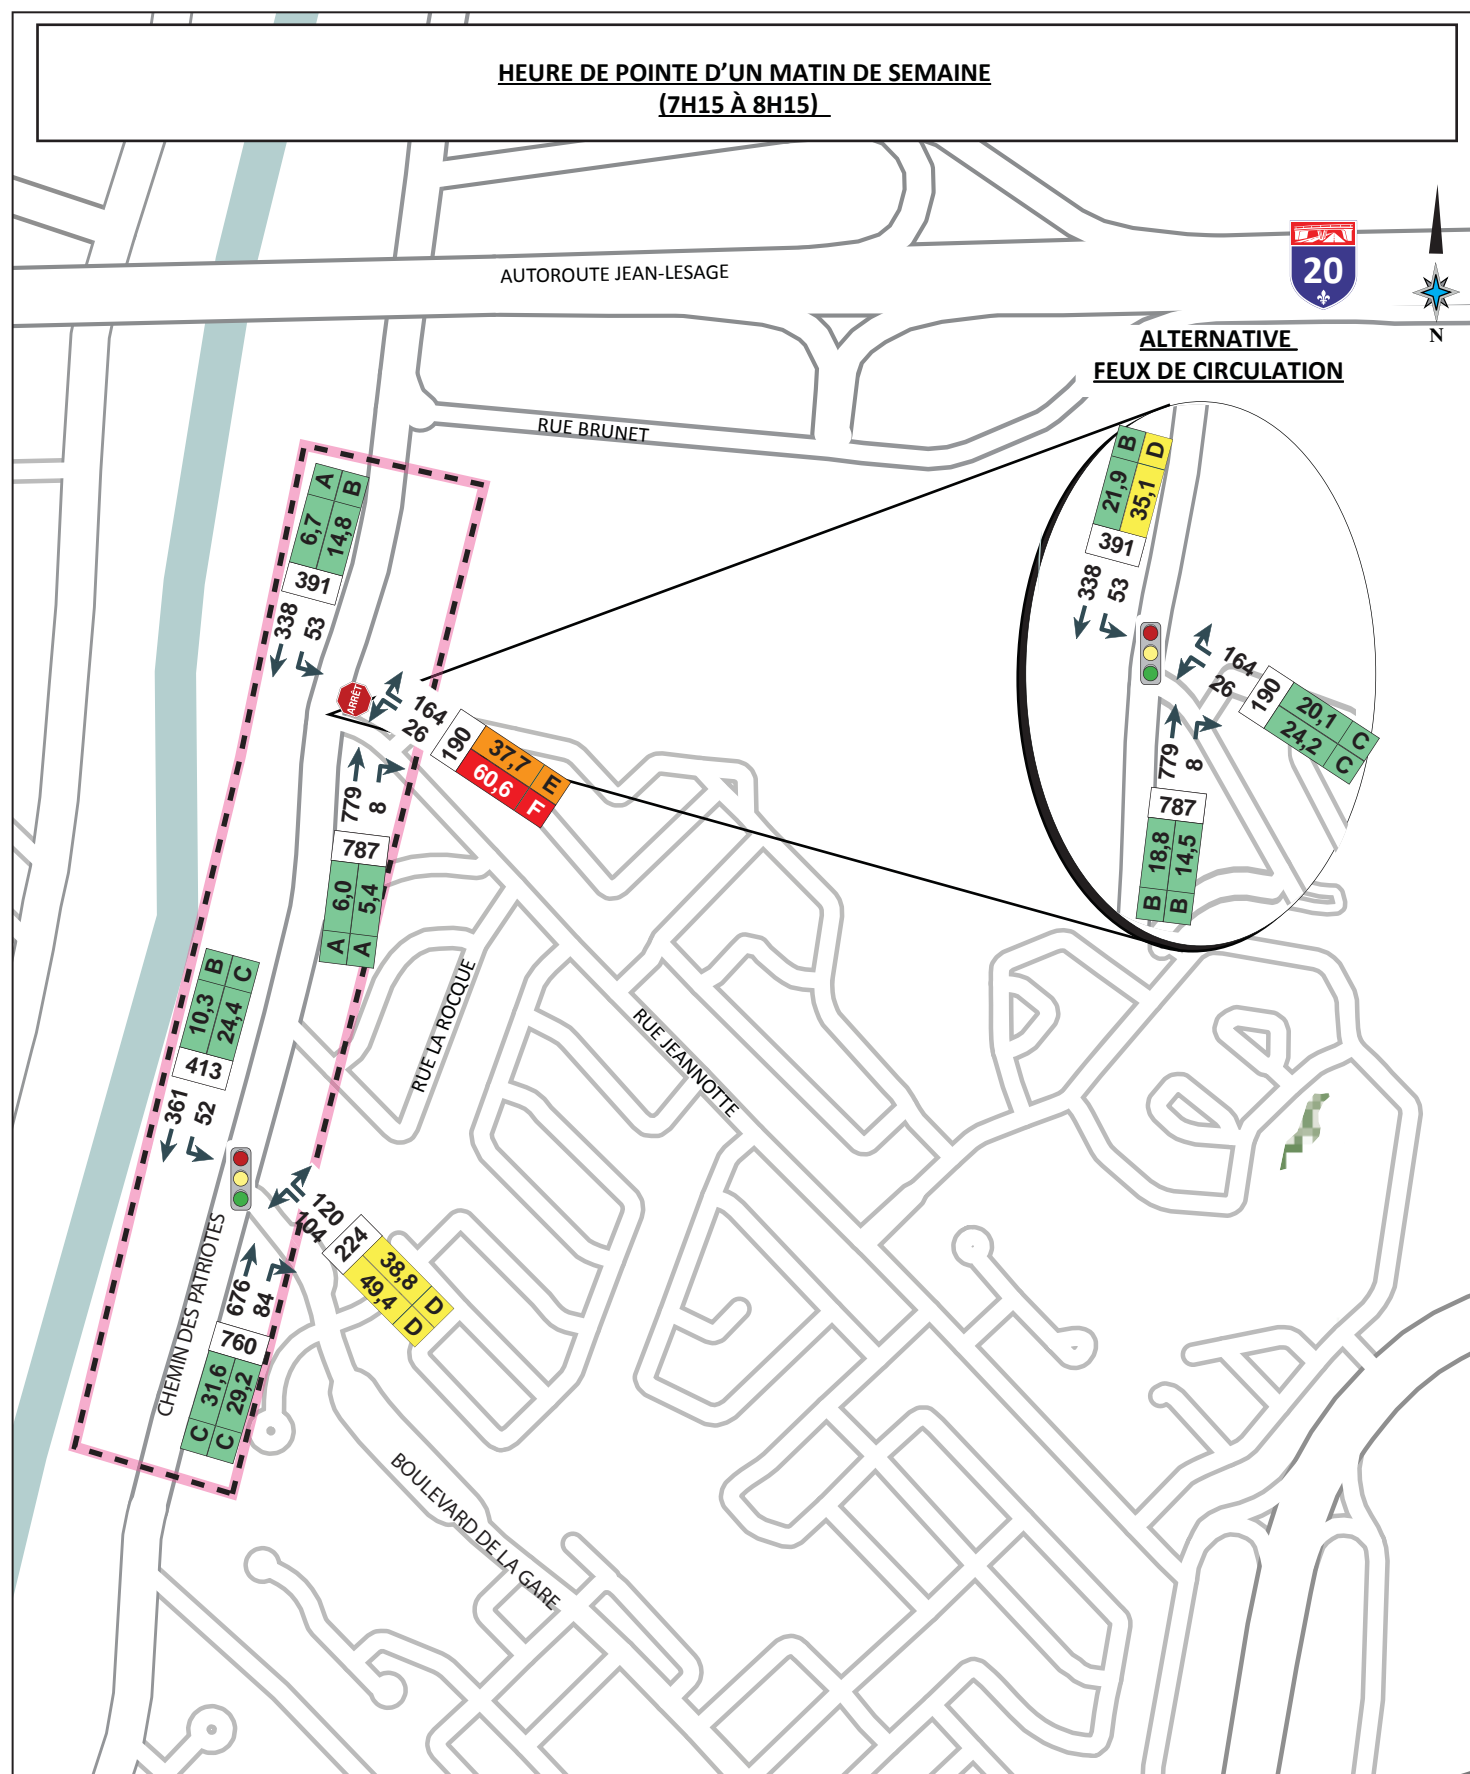 HEURE DE POINTE D'UN MATIN DE SEMAINE
(7H15 À 8H15)
AUTOROUTE JEAN-LESAGE
20
N
ALTERNATIVE
FEUX DE CIRCULATION
RUE BRUNET
A 6,7
B 14,8
391
338
53
ARRÊT
164
26
190
37,7 E
60,6 F
779
8
787
6,0 A
5,4 A
B 21,9
D 35,1
391
338
53
164
26
190
20,1 C
24,2 C
779
8
787
18,8 B
14,5 B
B 10,3
C 24,4
413
361
52
RUE LA ROCQUE
RUE JEANNOTTE
120
104
224
38,8 D
49,4 D
676
84
760
31,6 C
29,2 C
CHEMIN DES PATRIOTES
BOULEVARD DE LA GARE